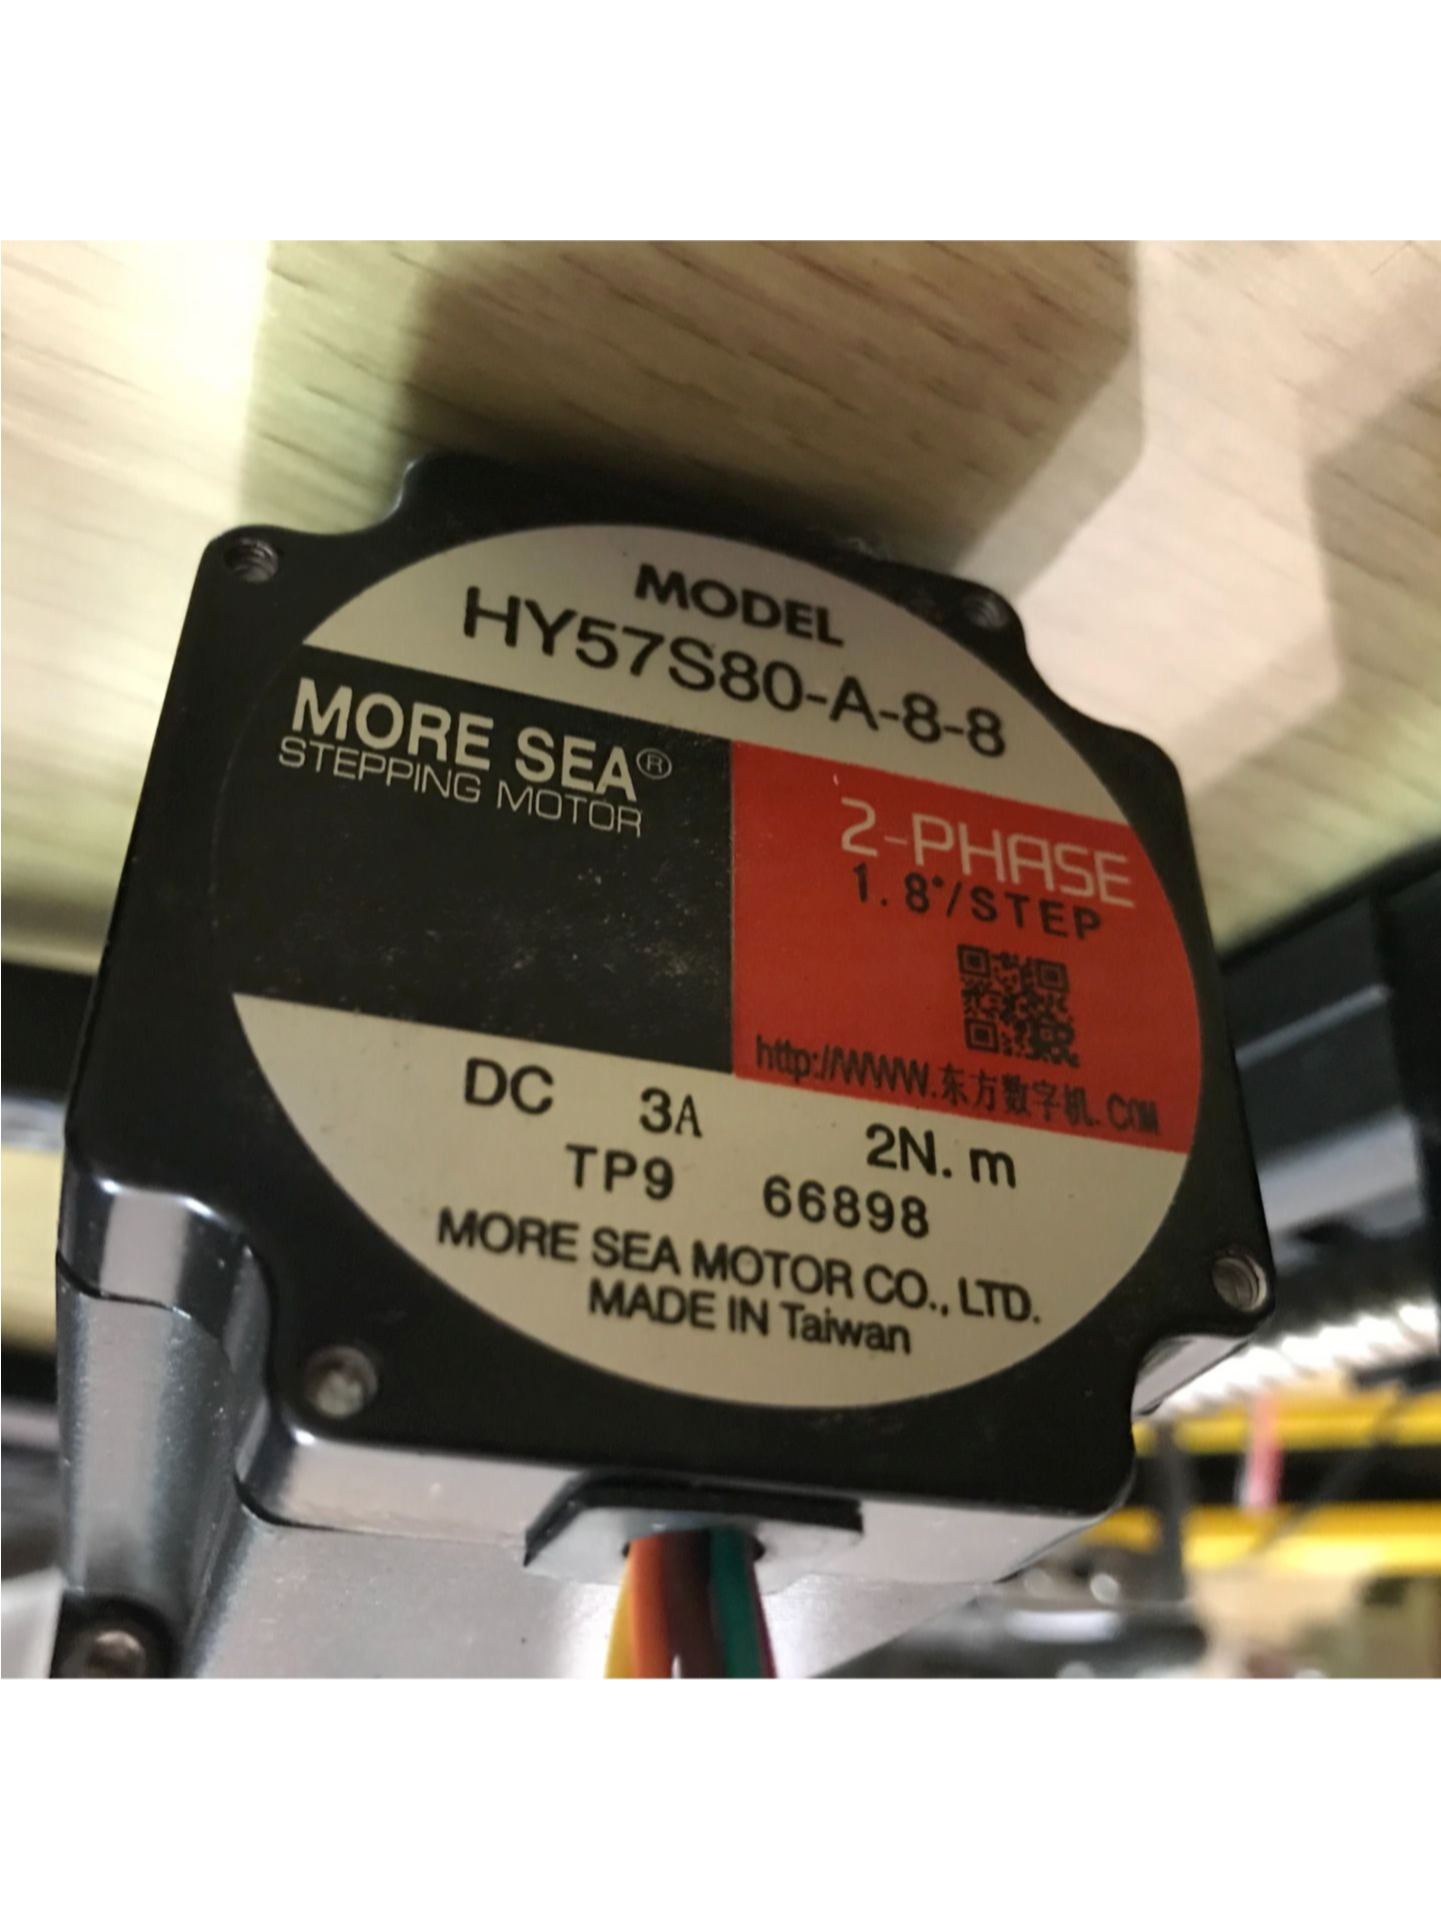 MODEL
HY57S80-A-8-8
MORE SEA®
STEPPING MOTOR
2-PHASE
1.8°/STEP
http://WWW.东方数字机.COM
DC 3A 2N.m
TP9 66898
MORE SEA MOTOR CO., LTD.
MADE IN Taiwan